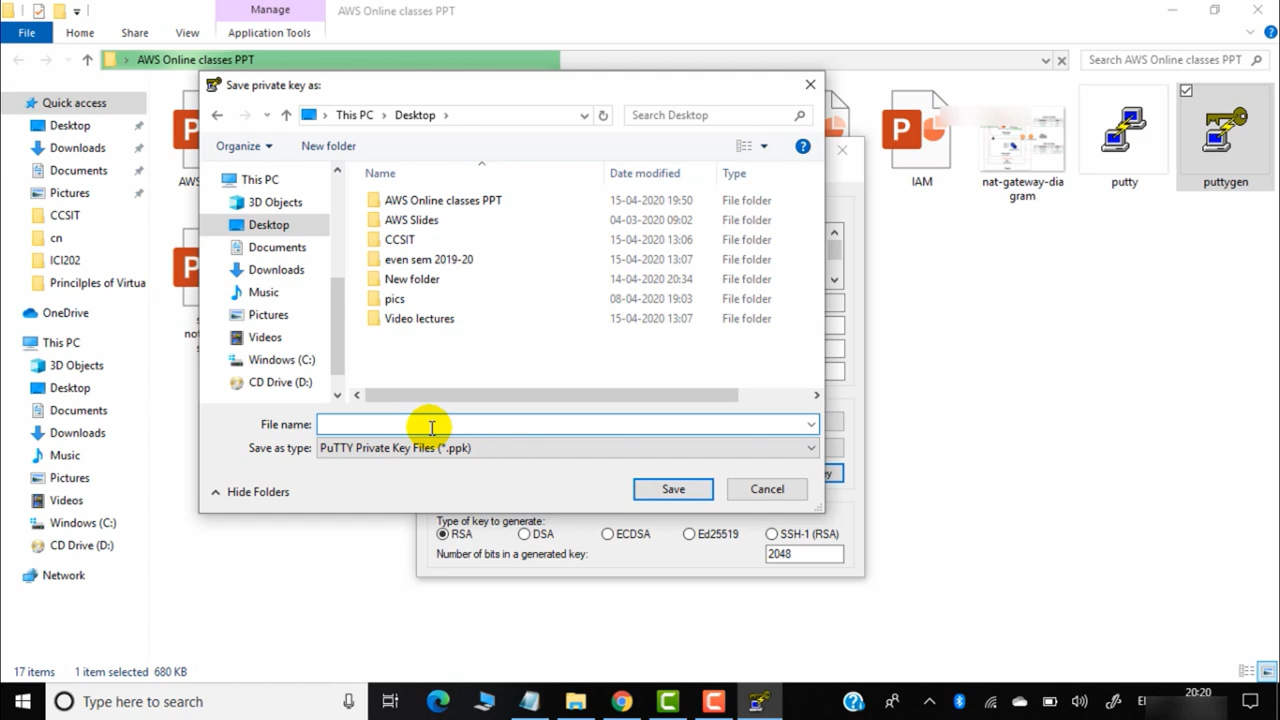 Manage
AWS Online classes PPT
File
Home
Share
View
Application Tools
AWS Online classes PPT
Search AWS Online classes PPT
Quick access
Desktop
Downloads
Documents
Pictures
CCSIT
cn
ICI202
Princilples of Virtua
OneDrive
This PC
3D Objects
Desktop
Documents
Downloads
Music
Pictures
Videos
Windows (C:)
CD Drive (D:)
Network
Save private key as:
This PC
Desktop
Search Desktop
Organize
New folder
This PC
3D Objects
Desktop
Documents
Downloads
Music
Pictures
Videos
Windows (C:)
CD Drive (D:)
Name Date modified Type
AWS Online classes PPT 15-04-2020 19:50 File folder
AWS Slides 04-03-2020 09:02 File folder
CCSIT 15-04-2020 13:06 File folder
even sem 2019-20 15-04-2020 13:07 File folder
New folder 14-04-2020 20:34 File folder
pics 08-04-2020 19:03 File folder
Video lectures 15-04-2020 13:07 File folder
File name:
Save as type: PuTTY Private Key Files (*.ppk)
Hide Folders
Save
Cancel
Type of key to generate:
RSA DSA ECDSA Ed25519 SSH-1 (RSA)
Number of bits in a generated key: 2048
IAM
nat-gateway-dia
gram
putty
puttygen
17 items 1 item selected 680 KB
Type here to search
20:20